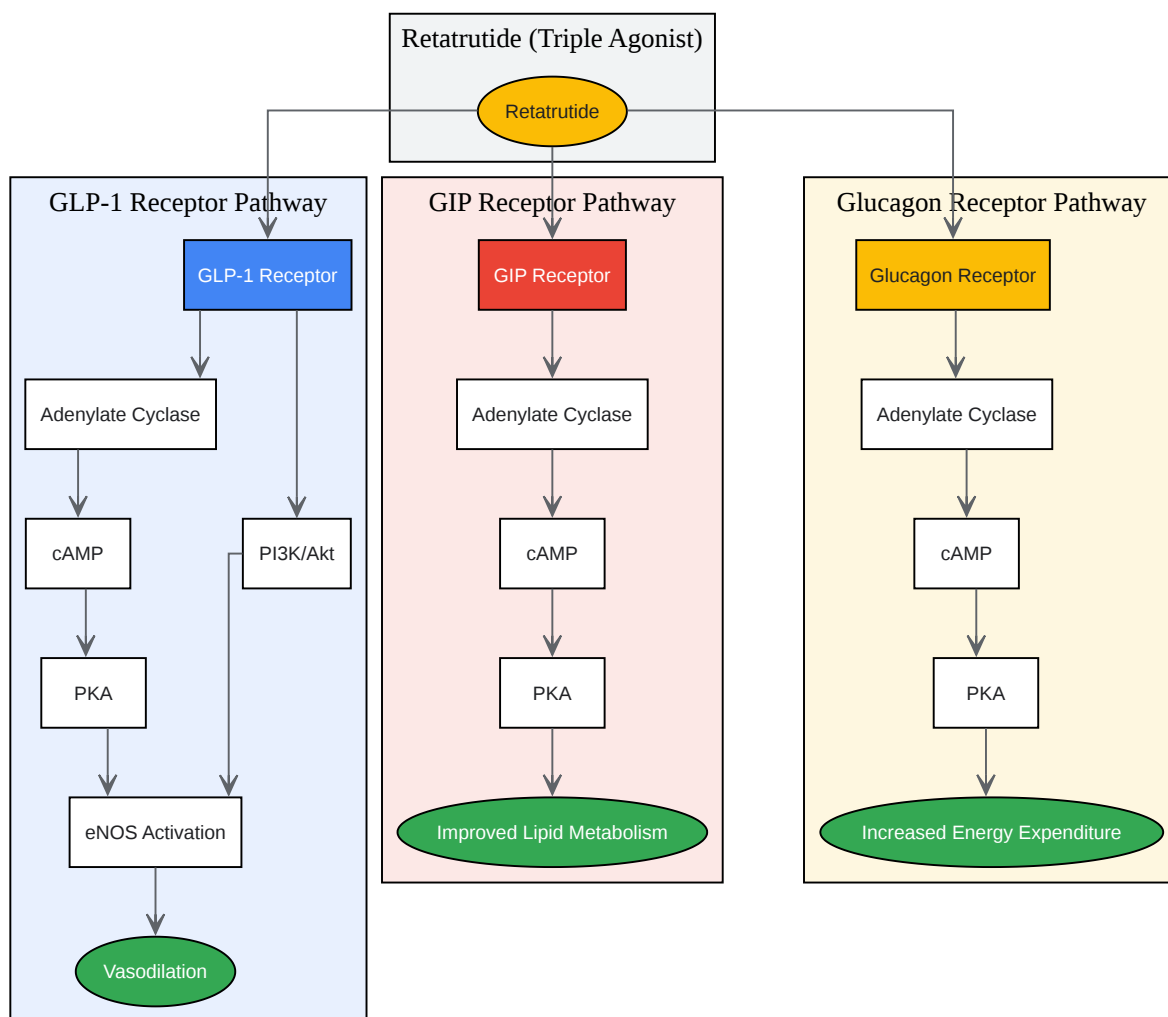 Retatrutide (Triple Agonist)
Retatrutide
GLP-1 Receptor Pathway
GLP-1 Receptor
Adenylate Cyclase
cAMP
PI3K/Akt
PKA
eNOS Activation
Vasodilation
GIP Receptor Pathway
GIP Receptor
Adenylate Cyclase
cAMP
PKA
Improved Lipid Metabolism
Glucagon Receptor Pathway
Glucagon Receptor
Adenylate Cyclase
cAMP
PKA
Increased Energy Expenditure